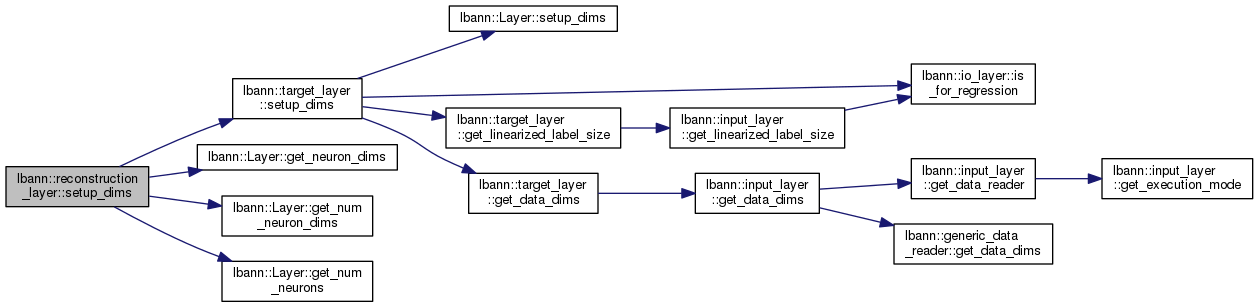 lbann::reconstruction
_layer::setup_dims
lbann::target_layer
::setup_dims
lbann::Layer::get_neuron_dims
lbann::Layer::get_num
_neuron_dims
lbann::Layer::get_num
_neurons
lbann::Layer::setup_dims
lbann::target_layer
::get_linearized_label_size
lbann::target_layer
::get_data_dims
lbann::input_layer
::get_linearized_label_size
lbann::input_layer
::get_data_dims
lbann::io_layer::is
_for_regression
lbann::input_layer
::get_data_reader
lbann::generic_data
_reader::get_data_dims
lbann::input_layer
::get_execution_mode